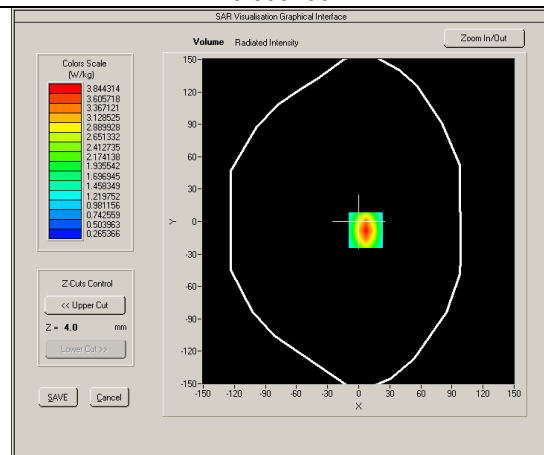 SAR Visualisation Graphical Interface
Volume Radiated Intensity
Zoom In/Out
Colors Scale
(W/kg)
3.844314
3.605718
3.367121
3.128525
2.889928
2.651332
2.412735
2.174138
1.935542
1.696945
1.458349
1.219752
0.981156
0.742559
0.503963
0.265366
Z-Cuts Control
<< Upper Cut
Z = 4.0 mm
Lower Cut >>
SAVE Cancel
150
120
90
60
30
0
-30
-60
-90
-120
-150
Y
-150 -120 -90 -60 -30 0 30 60 90 120 150
X